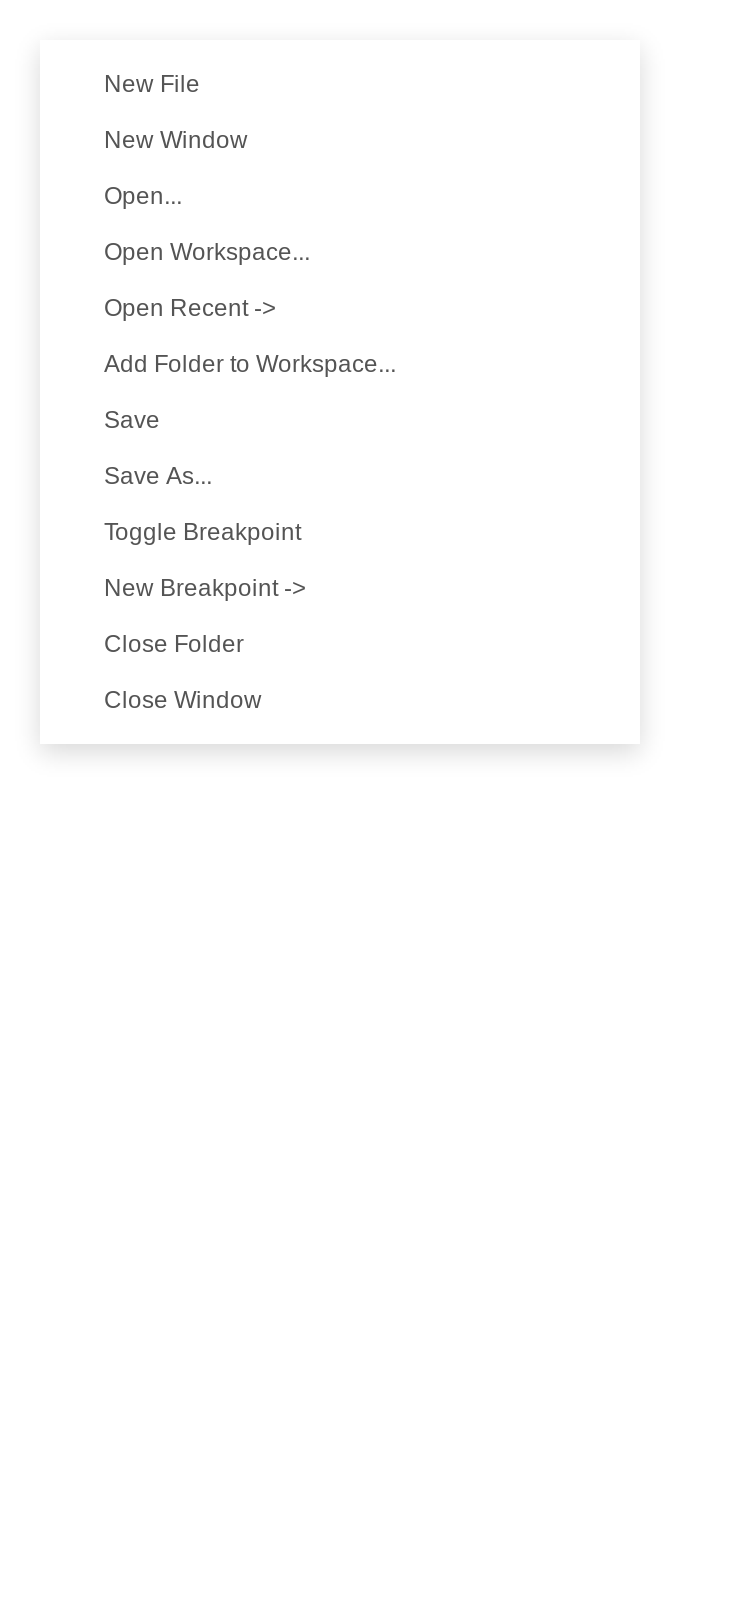 New File
New Window
Open...
Open Workspace...
Open Recent ->
Add Folder to Workspace...
Save
Save As...
Toggle Breakpoint
New Breakpoint ->
Close Folder
Close Window